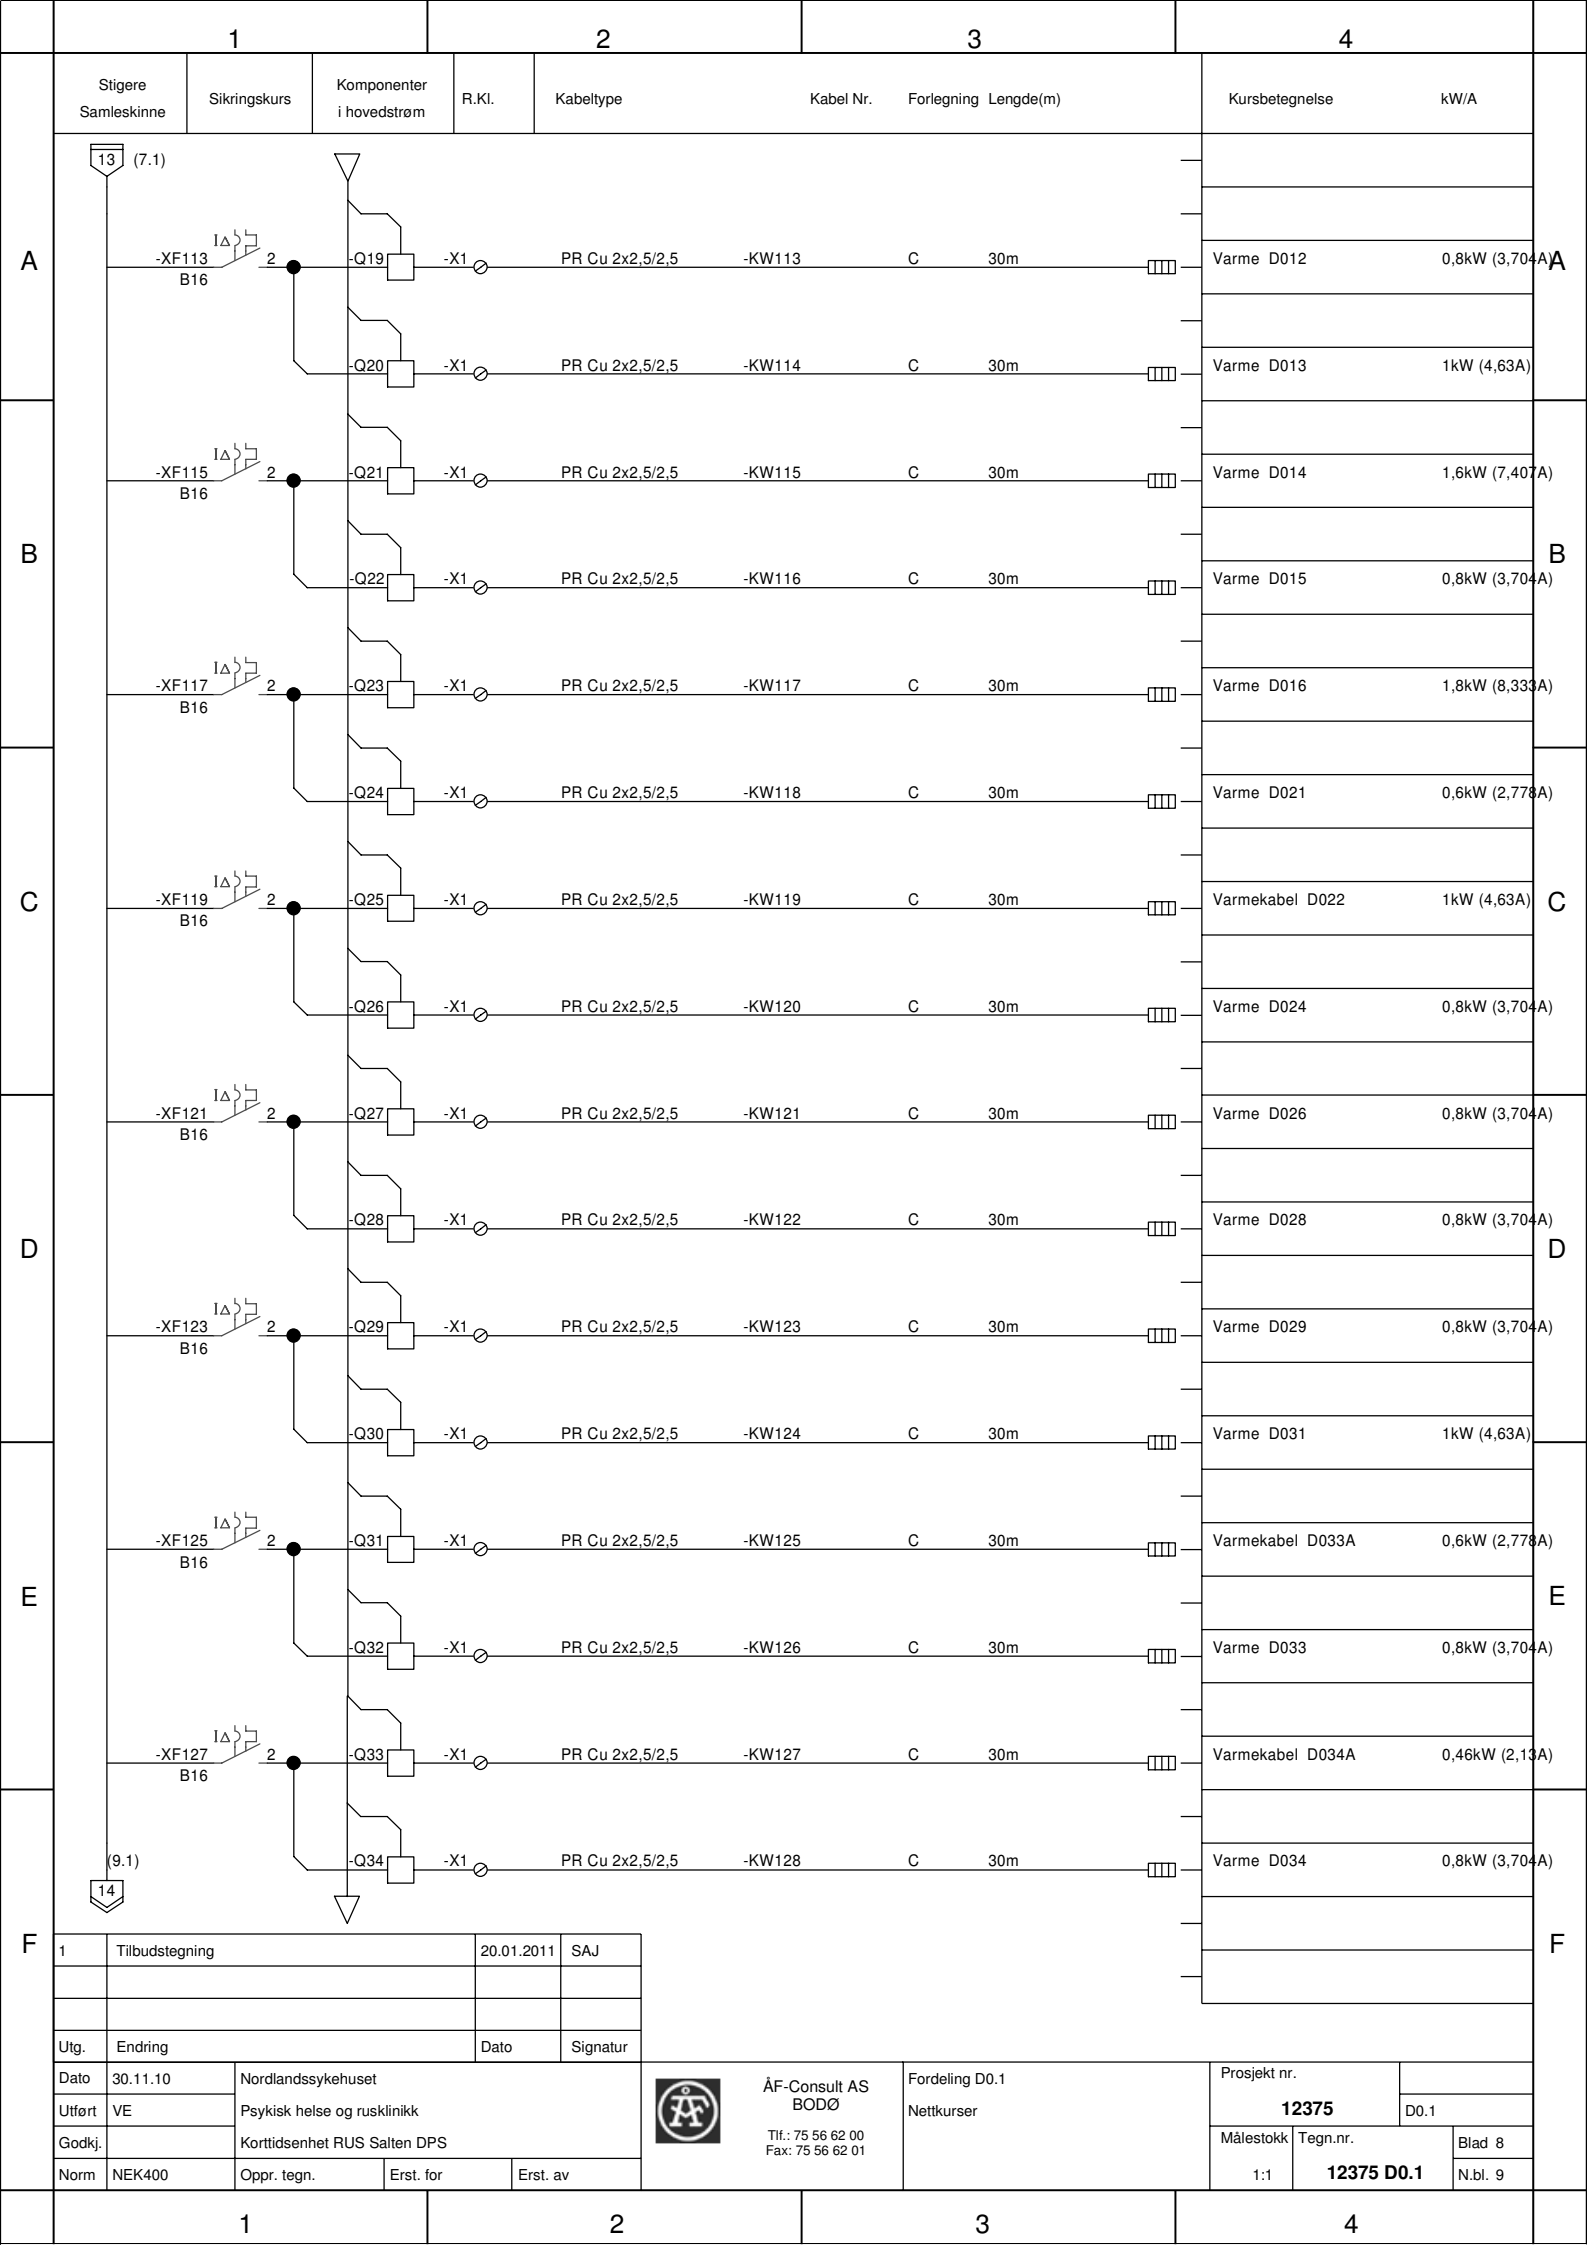 1 2 3 4
Stigere Samleskinne Sikringskurs Komponenter i hovedstrøm R.Kl. Kabeltype Kabel Nr. Forlegning Lengde(m) Kursbetegnelse kW/A
13 (7.1)
A A
-XF113 B16 IΔ 2 -Q19 -X1 PR Cu 2x2,5/2,5 -KW113 C 30m Varme D012 0,8kW (3,704A)
-Q20 -X1 PR Cu 2x2,5/2,5 -KW114 C 30m Varme D013 1kW (4,63A)
-XF115 B16 IΔ 2 -Q21 -X1 PR Cu 2x2,5/2,5 -KW115 C 30m Varme D014 1,6kW (7,407A)
B B
-Q22 -X1 PR Cu 2x2,5/2,5 -KW116 C 30m Varme D015 0,8kW (3,704A)
-XF117 B16 IΔ 2 -Q23 -X1 PR Cu 2x2,5/2,5 -KW117 C 30m Varme D016 1,8kW (8,333A)
-Q24 -X1 PR Cu 2x2,5/2,5 -KW118 C 30m Varme D021 0,6kW (2,778A)
C C
-XF119 B16 IΔ 2 -Q25 -X1 PR Cu 2x2,5/2,5 -KW119 C 30m Varmekabel D022 1kW (4,63A)
-Q26 -X1 PR Cu 2x2,5/2,5 -KW120 C 30m Varme D024 0,8kW (3,704A)
-XF121 B16 IΔ 2 -Q27 -X1 PR Cu 2x2,5/2,5 -KW121 C 30m Varme D026 0,8kW (3,704A)
-Q28 -X1 PR Cu 2x2,5/2,5 -KW122 C 30m Varme D028 0,8kW (3,704A)
D D
-XF123 B16 IΔ 2 -Q29 -X1 PR Cu 2x2,5/2,5 -KW123 C 30m Varme D029 0,8kW (3,704A)
-Q30 -X1 PR Cu 2x2,5/2,5 -KW124 C 30m Varme D031 1kW (4,63A)
-XF125 B16 IΔ 2 -Q31 -X1 PR Cu 2x2,5/2,5 -KW125 C 30m Varmekabel D033A 0,6kW (2,778A)
E E
-Q32 -X1 PR Cu 2x2,5/2,5 -KW126 C 30m Varme D033 0,8kW (3,704A)
-XF127 B16 IΔ 2 -Q33 -X1 PR Cu 2x2,5/2,5 -KW127 C 30m Varmekabel D034A 0,46kW (2,13A)
-Q34 -X1 PR Cu 2x2,5/2,5 -KW128 C 30m Varme D034 0,8kW (3,704A)
(9.1)
14
F F
1 Tilbudstegning 20.01.2011 SAJ
Utg. Endring Dato Signatur
Dato 30.11.10 Nordlandssykehuset
Utført VE Psykisk helse og rusklinikk
Godkj. Korttidsenhet RUS Salten DPS
Norm NEK400 Oppr. tegn. Erst. for Erst. av
ÅF
ÅF-Consult AS
BODØ
Tlf.: 75 56 62 00
Fax: 75 56 62 01
Fordeling D0.1
Nettkurser
Prosjekt nr.
12375 D0.1
Målestokk Tegn.nr. Blad 8
1:1 12375 D0.1 N.bl. 9
1 2 3 4